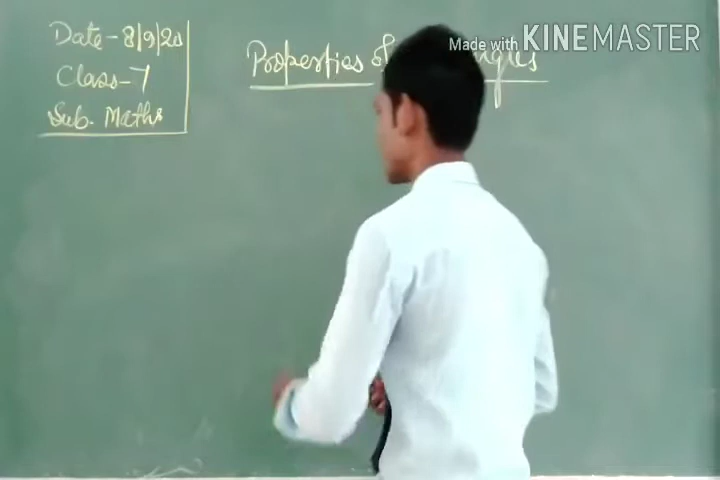 Date - 8/9/20
Class - 7
Sub. Maths
Properties of
Made with KINEMASTER